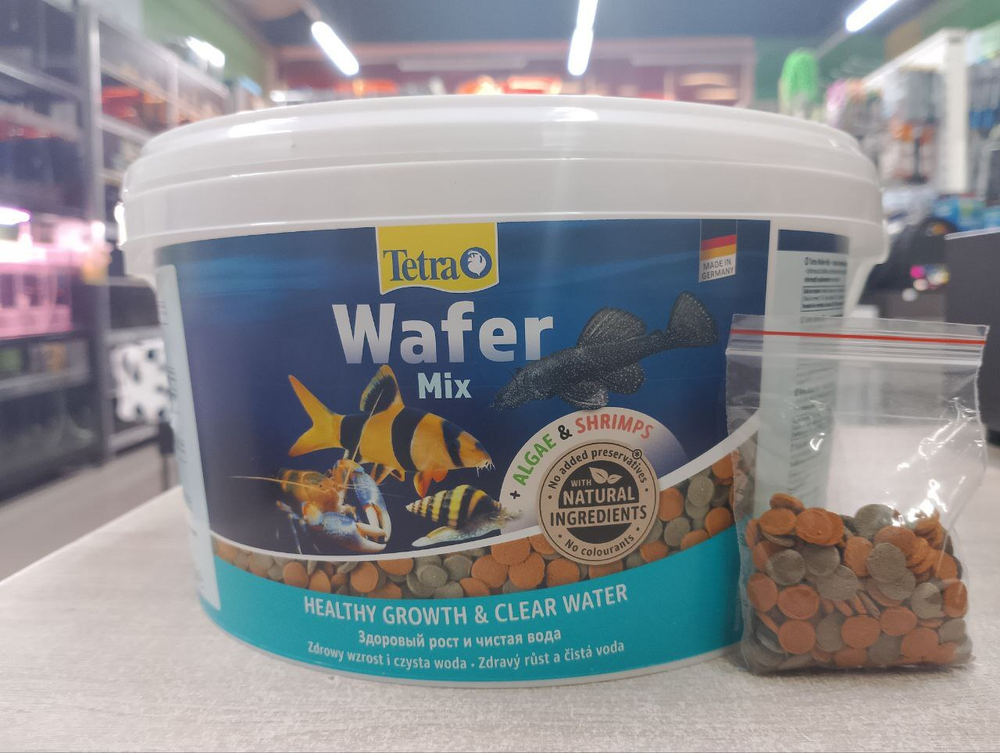 Tetra
MADE IN
GERMANY
Wafer
Mix
+ ALGAE & SHRIMPS
No added preservatives
WITH
NATURAL
INGREDIENTS
No colourants
HEALTHY GROWTH & CLEAR WATER
Здоровый рост и чистая вода
Zdrowy wzrost i czysta woda · Zdravý růst a čistá voda